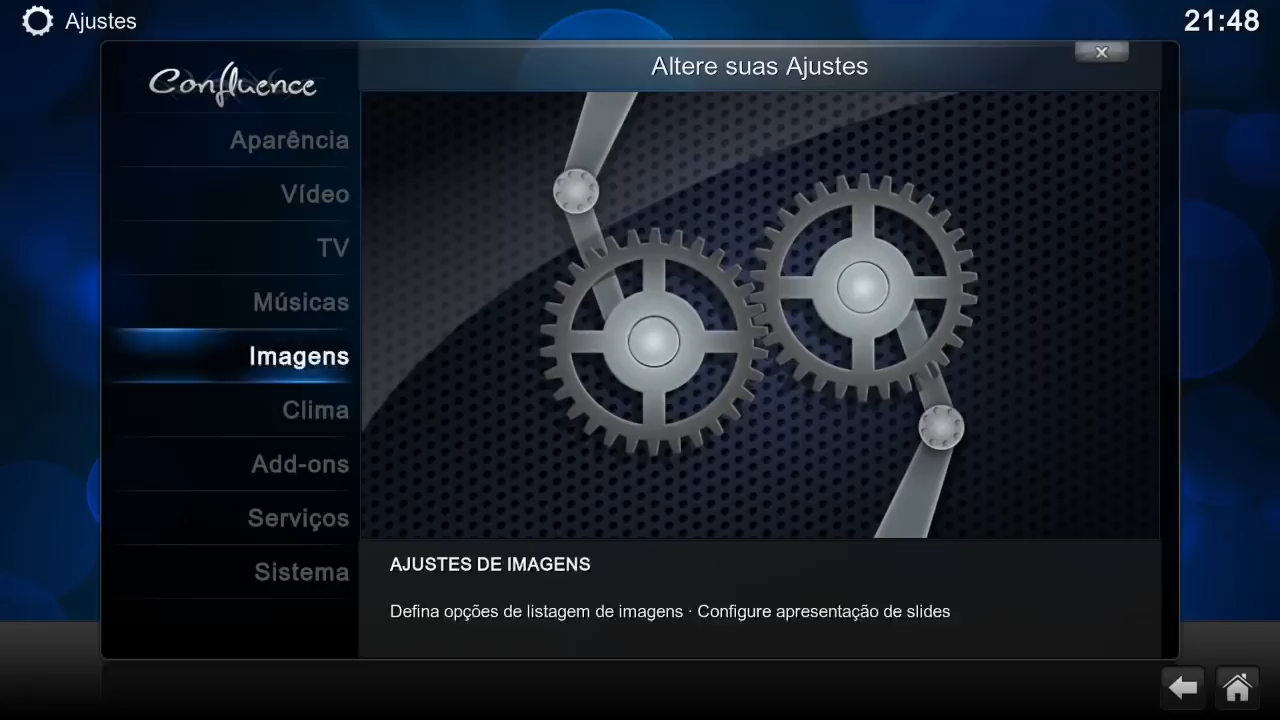 Ajustes
21:48
Confluence
Altere suas Ajustes
Aparência
Vídeo
TV
Músicas
Imagens
Clima
Add-ons
Serviços
Sistema
AJUSTES DE IMAGENS
Defina opções de listagem de imagens · Configure apresentação de slides